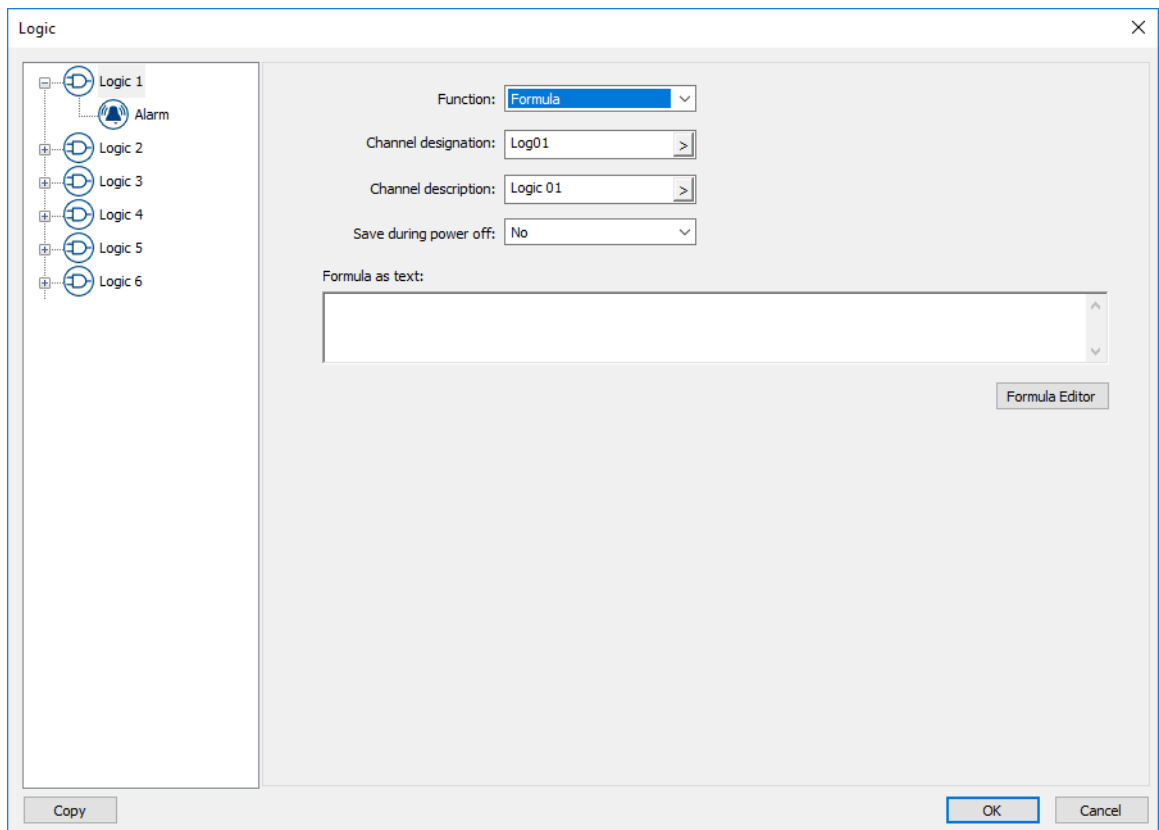 Logic
Logic 1
Alarm
Logic 2
Logic 3
Logic 4
Logic 5
Logic 6
Function: Formula
Channel designation: Log01 >
Channel description: Logic 01 >
Save during power off: No
Formula as text:
Formula Editor
Copy
OK
Cancel